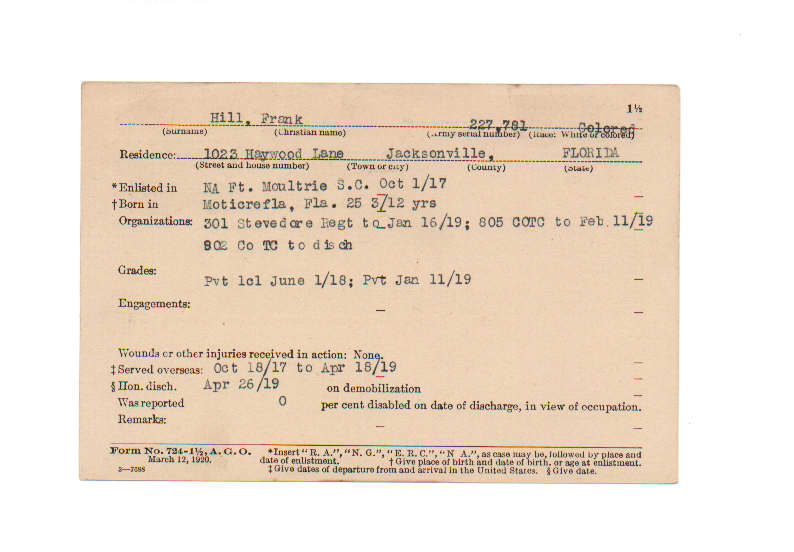 1½
Hill, Frank 227,781 Colored
(Surname) (Christian name) (Army serial number) (Race: White or colored)
Residence: 1023 Haywood Lane Jacksonville, FLORIDA
(Street and house number) (Town or city) (County) (State)
*Enlisted in NA Ft. Moultrie S.C. Oct 1/17
†Born in Moticrefla, Fla. 25 3/12 yrs
Organizations: 301 Stevedore Regt to Jan 16/19; 805 COTC to Feb 11/19
802 Co TC to disch
Grades:
Pvt 1cl June 1/18; Pvt Jan 11/19
Engagements: –
Wounds or other injuries received in action: None.
‡Served overseas: Oct 18/17 to Apr 15/19
§Hon. disch. Apr 26/19 on demobilization
Was reported 0 per cent disabled on date of discharge, in view of occupation.
Remarks: –
Form No. 724-1½, A. G. O. *Insert "R. A.", "N. G.", "E. R. C.", "N A.", as case may be, followed by place and
March 12, 1920. date of enlistment. †Give place of birth and date of birth, or age at enlistment.
3—7688 ‡Give dates of departure from and arrival in the United States. §Give date.